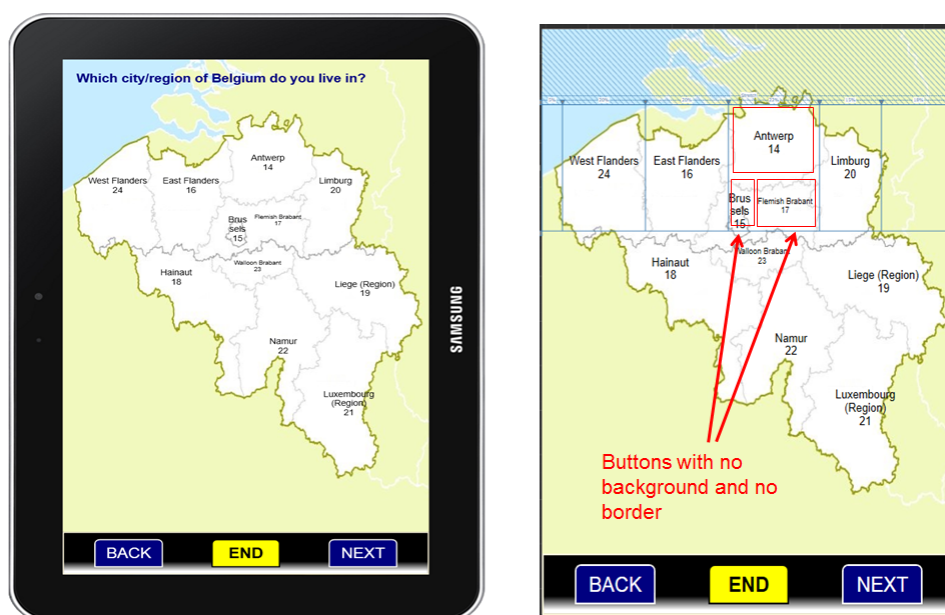 Which city/region of Belgium do you live in?
Antwerp
14
West Flanders
24
East Flanders
16
Limburg
20
Brus
sels
15
Flemish Brabant
17
Walloon Brabant
23
Hainaut
18
Liege (Region)
19
Namur
22
Luxembourg
(Region)
21
BACK
END
NEXT
SAMSUNG
Antwerp
14
West Flanders
24
East Flanders
16
Limburg
20
Brus
sels
15
Flemish Brabant
17
Walloon Brabant
23
Hainaut
18
Liege (Region)
19
Namur
22
Luxembourg
(Region)
21
Buttons with no
background and no
border
BACK
END
NEXT